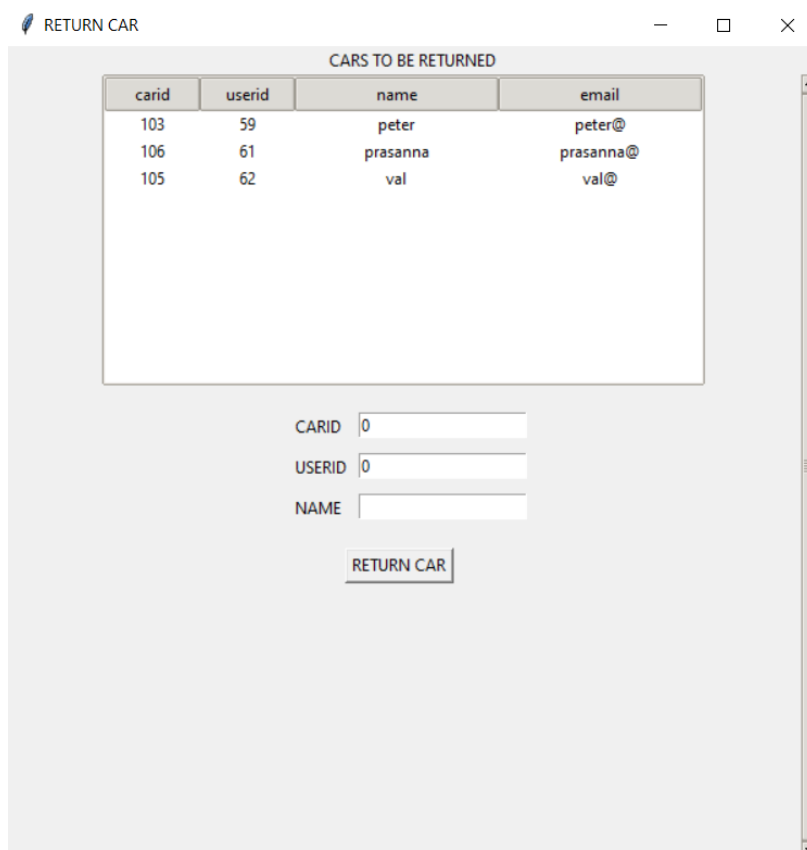 RETURN CAR
CARS TO BE RETURNED
carid userid name email
103 59 peter peter@
106 61 prasanna prasanna@
105 62 val val@
CARID 0
USERID 0
NAME
RETURN CAR